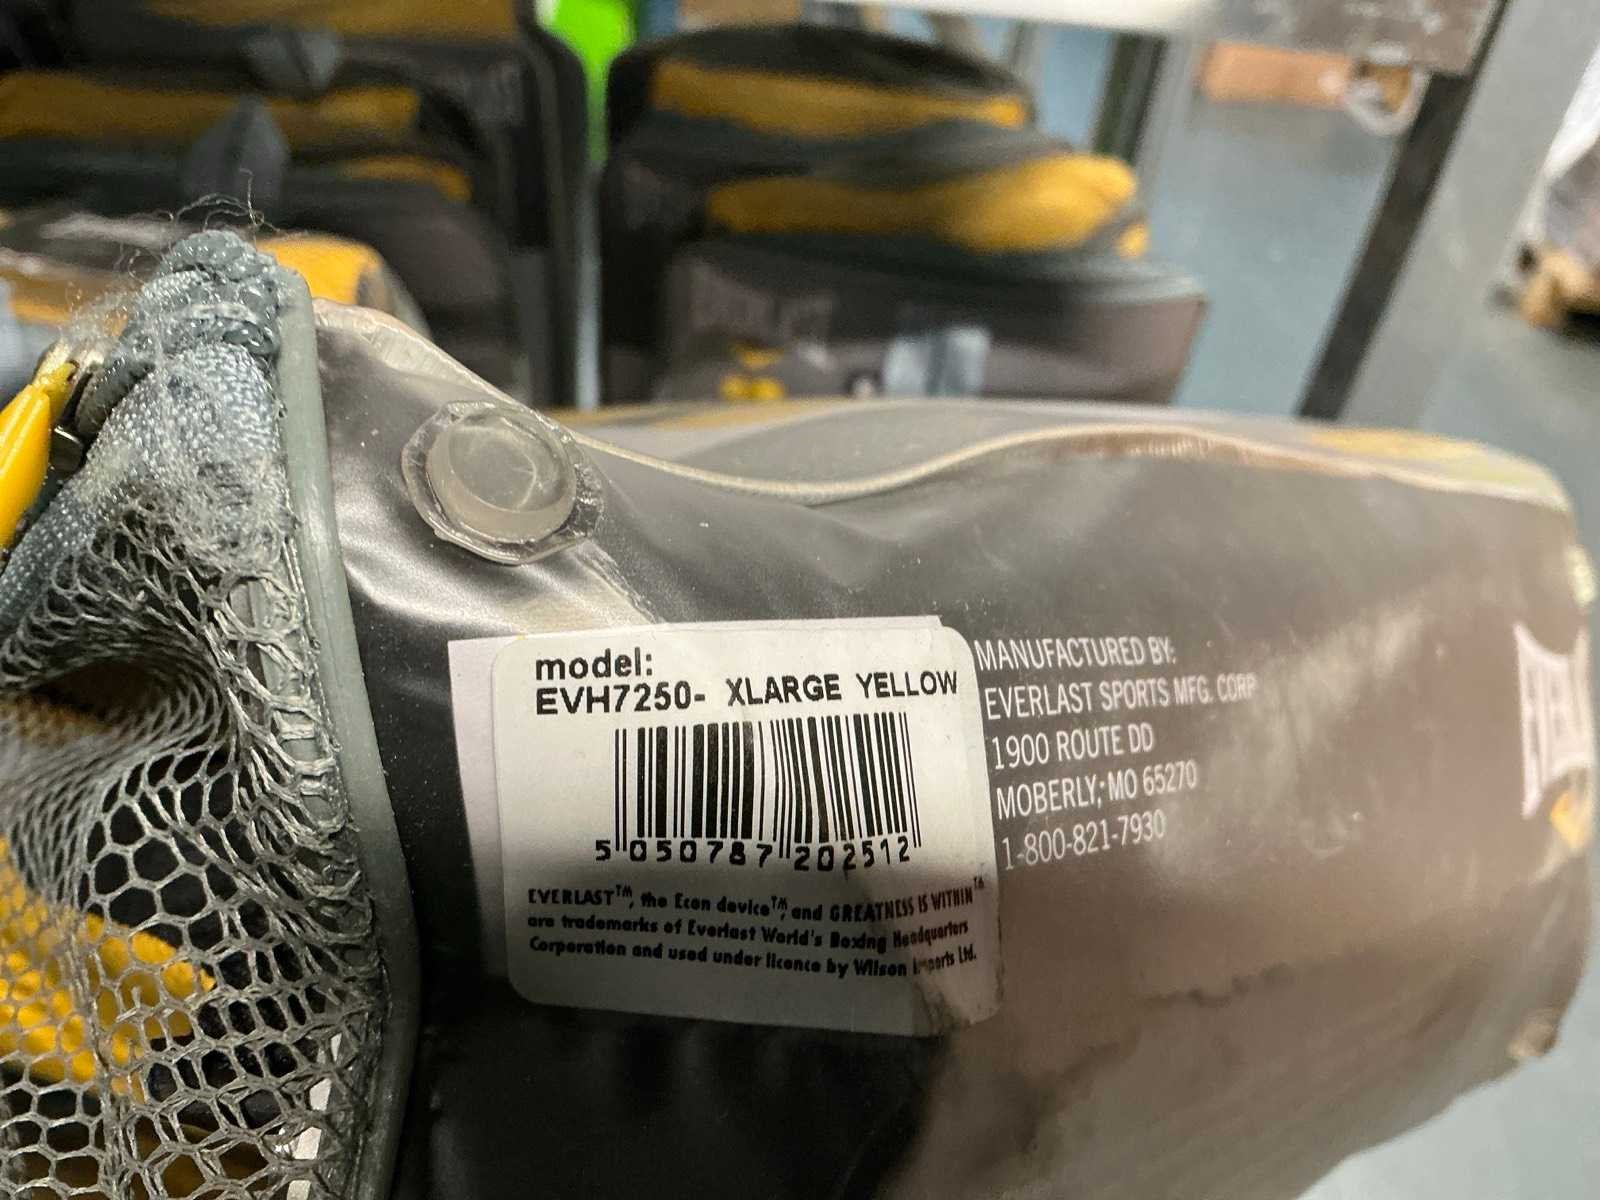 model:
EVH7250- XLARGE YELLOW
5 050787 202512
EVERLAST™, the Econ device™, and GREATNESS IS WITHIN™
are trademarks of Everlast World's Boxing Headquarters
Corporation and used under licence by Wilson Imports Ltd.
MANUFACTURED BY:
EVERLAST SPORTS MFG. CORP
1900 ROUTE DD
MOBERLY, MO 65270
1-800-821-7930